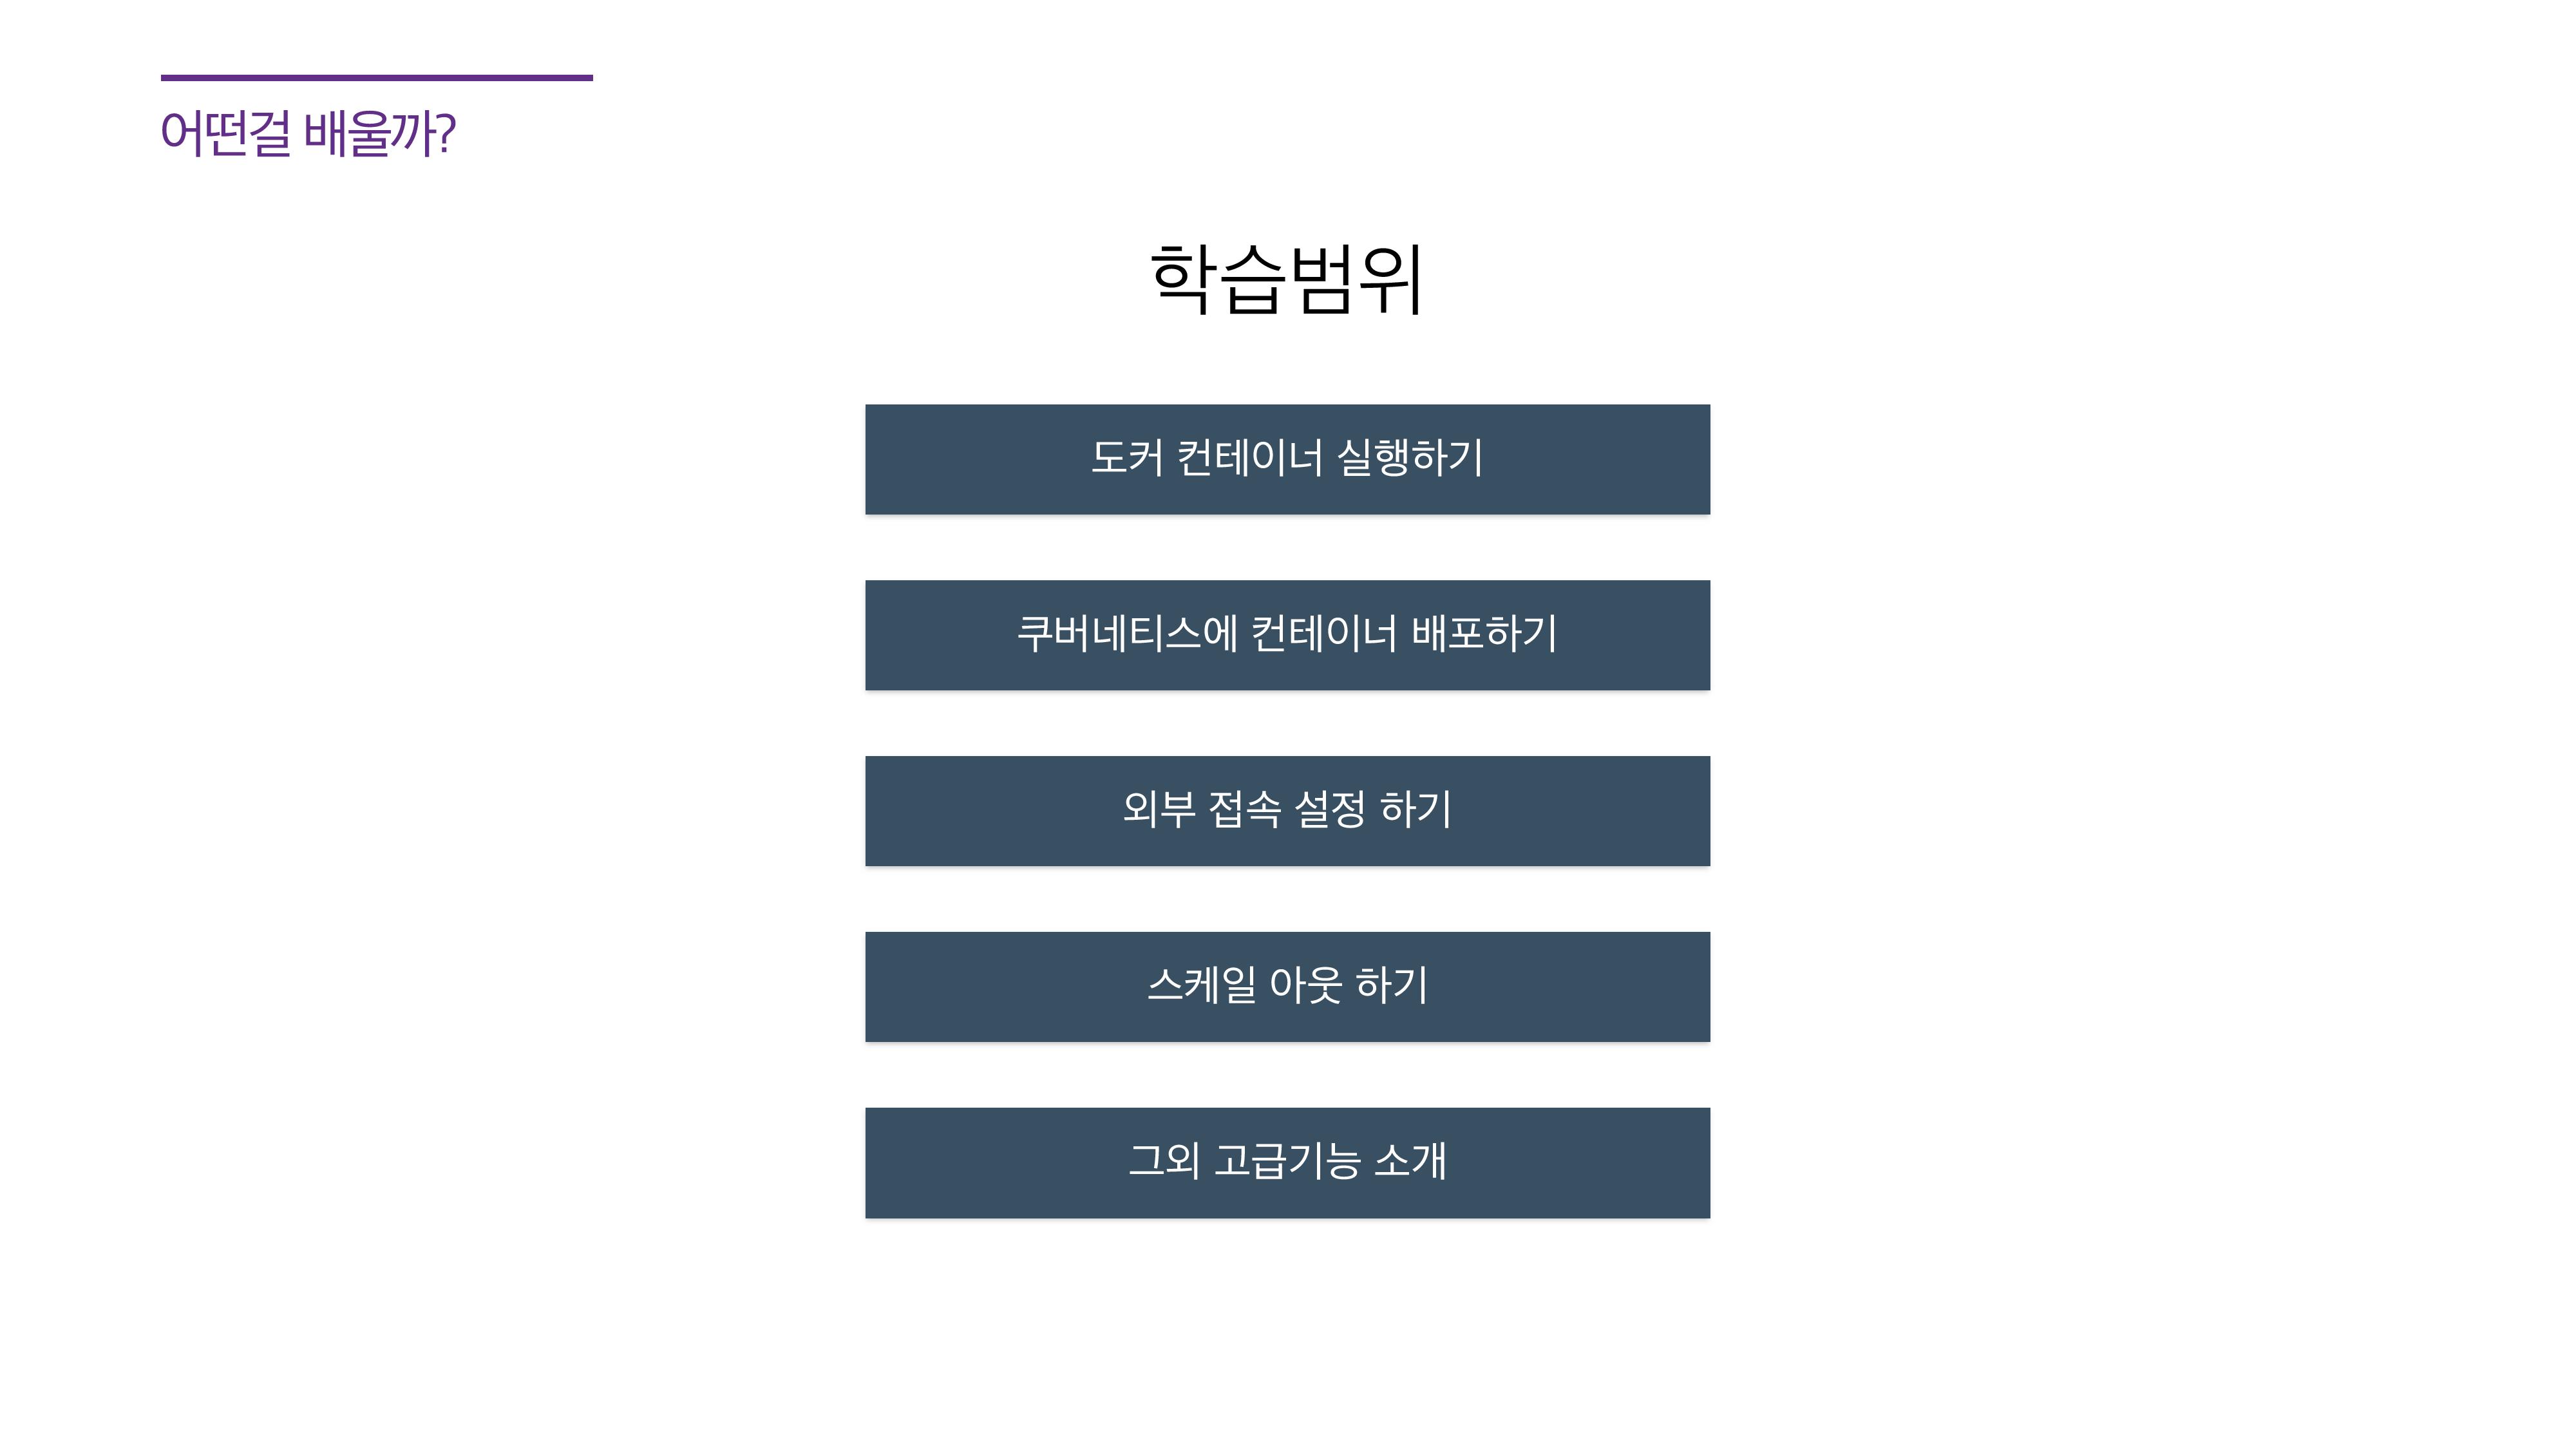 어떤걸 배울까?
학습범위
도커 컨테이너 실행하기
쿠버네티스에 컨테이너 배포하기
외부 접속 설정 하기
스케일 아웃 하기
그외 고급기능 소개